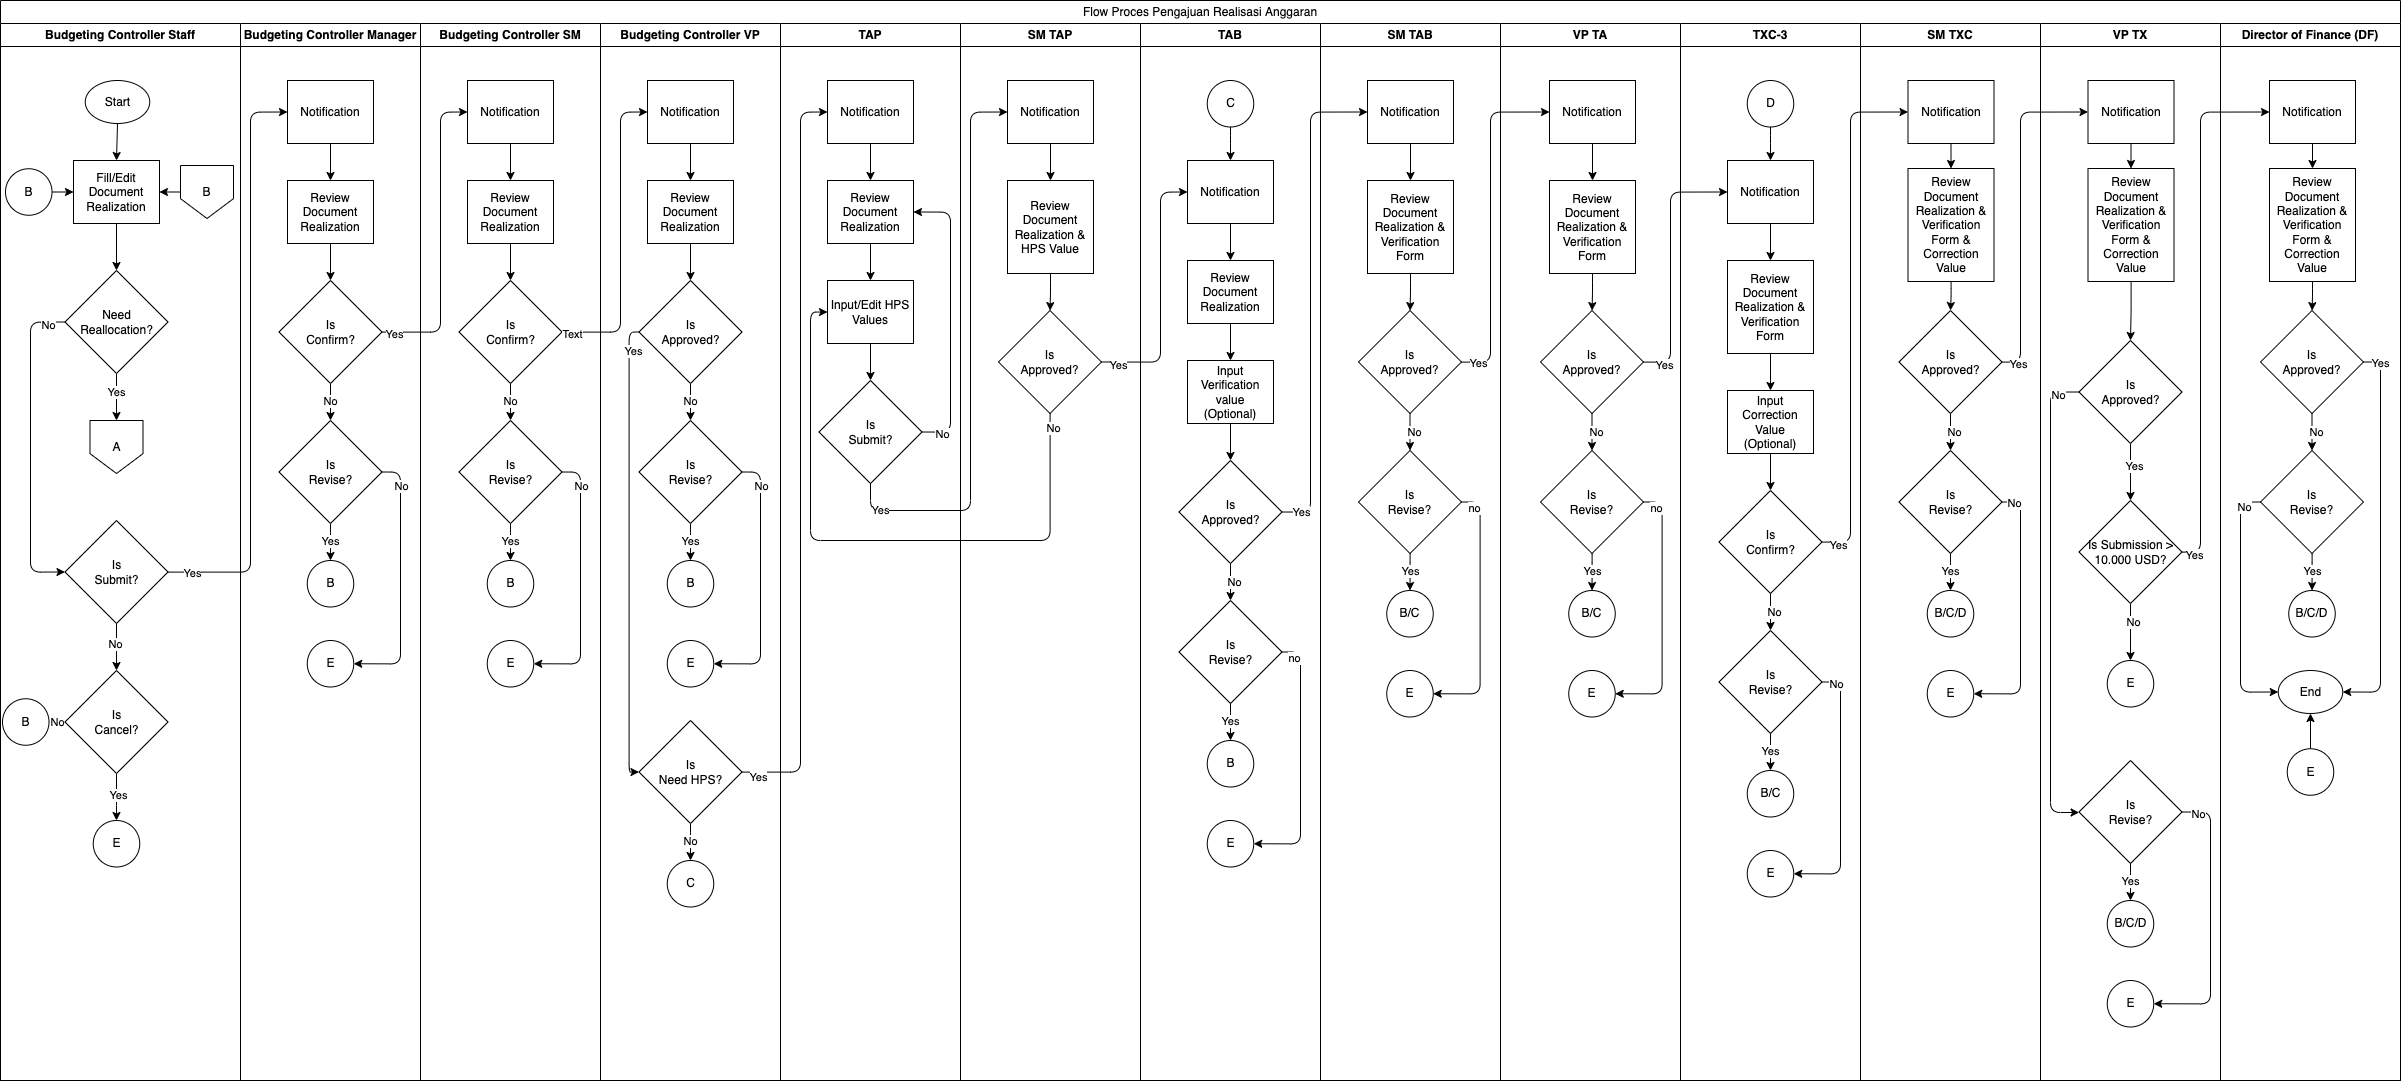 Flow Proces Pengajuan Realisasi Anggaran
Budgeting Controller Staff
Start
B
Fill/Edit
Document
Realization
B
Need
Reallocation?
No
Yes
A
Is
Submit?
Yes
No
B
No
Is
Cancel?
Yes
E
Budgeting Controller Manager
Notification
Review
Document
Realization
Is
Confirm?
Yes
No
Is
Revise?
No
Yes
B
E
Budgeting Controller SM
Notification
Review
Document
Realization
Is
Confirm?
Text
No
Is
Revise?
No
Yes
B
E
Budgeting Controller VP
Notification
Review
Document
Realization
Is
Approved?
Yes
No
Is
Revise?
No
Yes
B
E
Is
Need HPS?
Yes
No
C
TAP
Notification
Review
Document
Realization
Input/Edit HPS
Values
Is
Submit?
No
Yes
SM TAP
Notification
Review
Document
Realization &
HPS Value
Is
Approved?
Yes
No
TAB
C
Notification
Review
Document
Realization
Input
Verification
value
(Optional)
Is
Approved?
Yes
No
Is
Revise?
no
Yes
B
E
SM TAB
Notification
Review
Document
Realization &
Verification
Form
Is
Approved?
Yes
No
Is
Revise?
no
Yes
B/C
E
VP TA
Notification
Review
Document
Realization &
Verification
Form
Is
Approved?
Yes
No
Is
Revise?
no
Yes
B/C
E
TXC-3
D
Notification
Review
Document
Realization &
Verification
Form
Input
Correction
Value
(Optional)
Is
Confirm?
Yes
No
Is
Revise?
No
Yes
B/C
E
SM TXC
Notification
Review
Document
Realization &
Verification
Form &
Correction
Value
Is
Approved?
Yes
No
Is
Revise?
No
Yes
B/C/D
E
VP TX
Notification
Review
Document
Realization &
Verification
Form &
Correction
Value
Is
Approved?
No
Yes
Is Submission >
10.000 USD?
Yes
No
E
Is
Revise?
No
Yes
B/C/D
E
Director of Finance (DF)
Notification
Review
Document
Realization &
Verification
Form &
Correction
Value
Is
Approved?
Yes
No
Is
Revise?
No
Yes
B/C/D
End
E